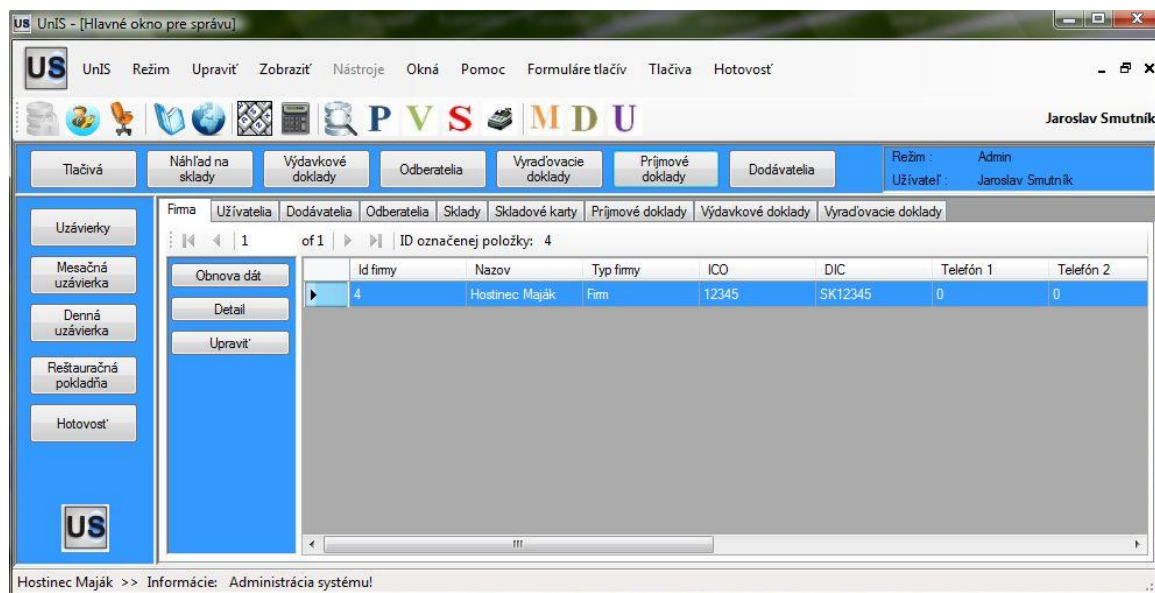 US UnIS - [Hlavné okno pre správu]
US UnIS Režim Upraviť Zobraziť Nástroje Okná Pomoc Formuláre tlačív Tlačiva Hotovosť
P V S M D U Jaroslav Smutník
Tlačivá
Náhľad na
sklady
Výdavkové
doklady
Odberatelia
Vyraďovacie
doklady
Príjmové
doklady
Dodávatelia
Režim : Admin
Užívateľ : Jaroslav Smutník
Uzávierky
Mesačná
uzávierka
Denná
uzávierka
Reštauračná
pokladňa
Hotovosť
US
Firma Užívatelia Dodávatelia Odberatelia Sklady Skladové karty Príjmové doklady Výdavkové doklady Vyraďovacie doklady
1 of 1 ID označenej položky: 4
Obnova dát
Detail
Upraviť
Id firmy Nazov Typ firmy ICO DIC Telefón 1 Telefón 2
4 Hostinec Maják Firm 12345 SK12345 0 0
Hostinec Maják >> Informácie: Administrácia systému!